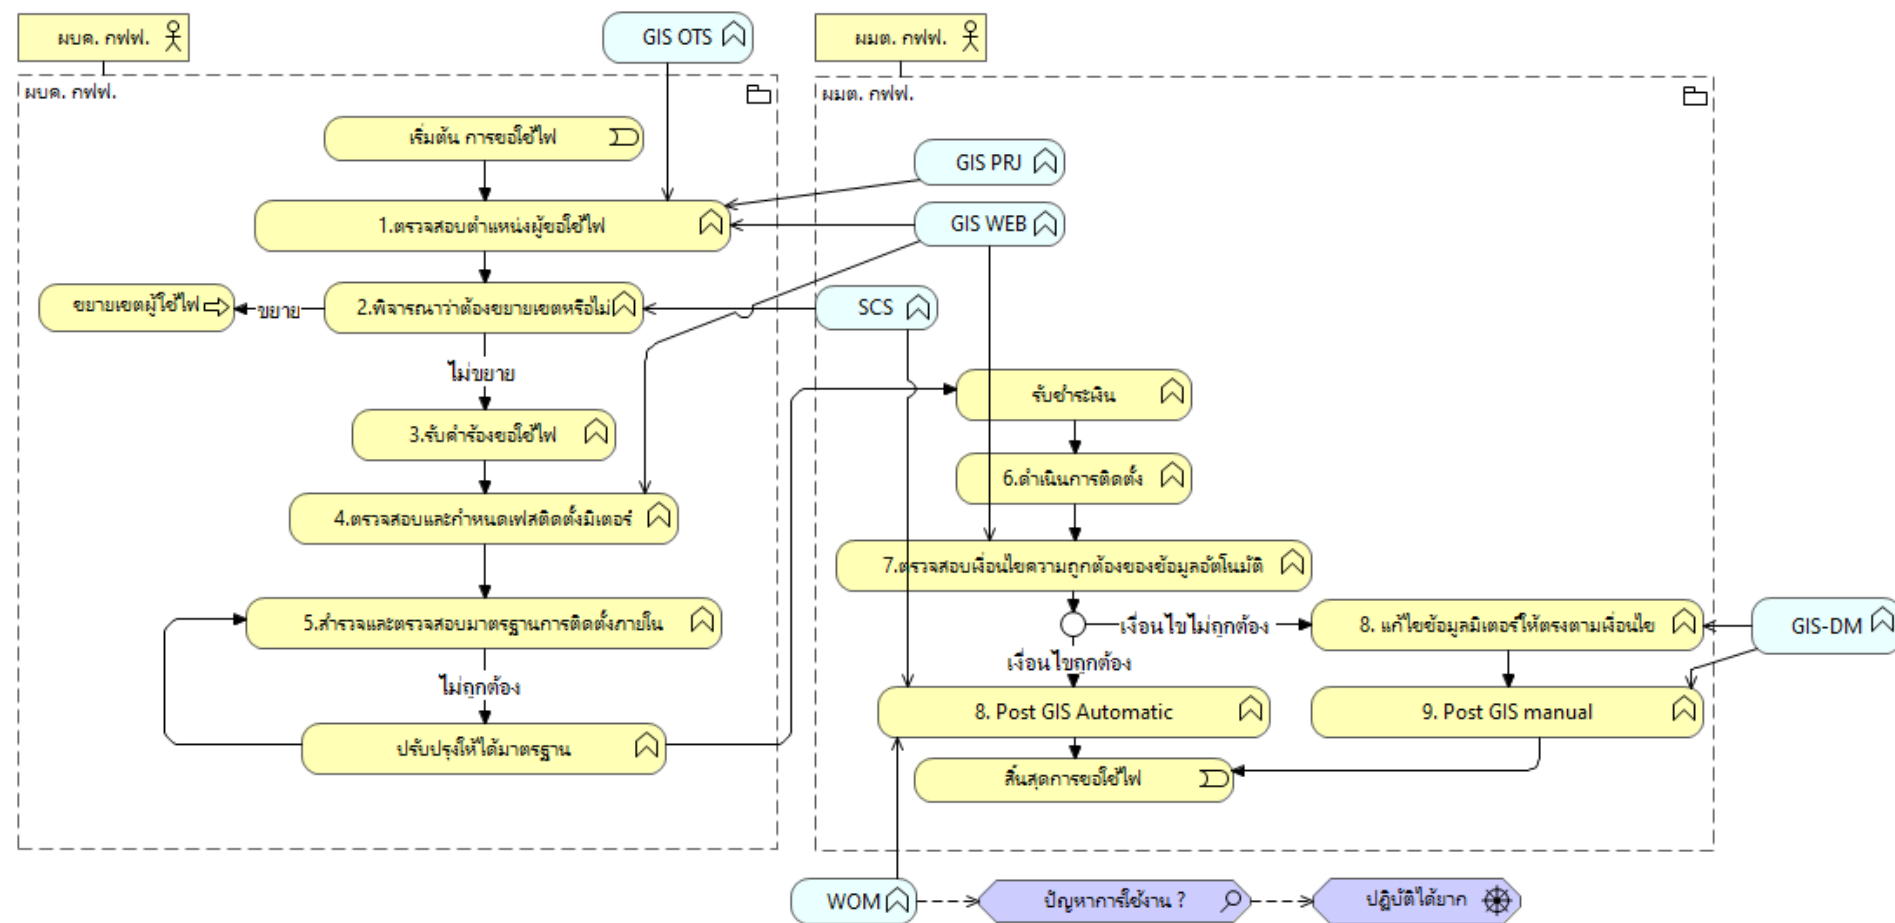 ผบค. กฟฟ.
GIS OTS
ผมต. กฟฟ.
ผบค. กฟฟ.
ผมต. กฟฟ.
เริ่มต้น การขอใช้ไฟ
GIS PRJ
1.ตรวจสอบตำแหน่งผู้ขอใช้ไฟ
GIS WEB
ขยายเขตผู้ใช้ไฟ
ขยาย
2.พิจารณาว่าต้องขยายเขตหรือไม่
SCS
ไม่ขยาย
รับชำระเงิน
3.รับคำร้องขอใช้ไฟ
6.ดำเนินการติดตั้ง
4.ตรวจสอบและกำหนดเฟสติดตั้งมิเตอร์
7.ตรวจสอบเงื่อนไขความถูกต้องของข้อมูลอัตโนมัติ
5.สำรวจและตรวจสอบมาตรฐานการติดตั้งภายใน
เงื่อนไขไม่ถูกต้อง
8. แก้ไขข้อมูลมิเตอร์ให้ตรงตามเงื่อนไข
GIS-DM
เงื่อนไขถูกต้อง
ไม่ถูกต้อง
8. Post GIS Automatic
9. Post GIS manual
ปรับปรุงให้ได้มาตรฐาน
สิ้นสุดการขอใช้ไฟ
WOM
ปัญหาการใช้งาน ?
ปฏิบัติได้ยาก